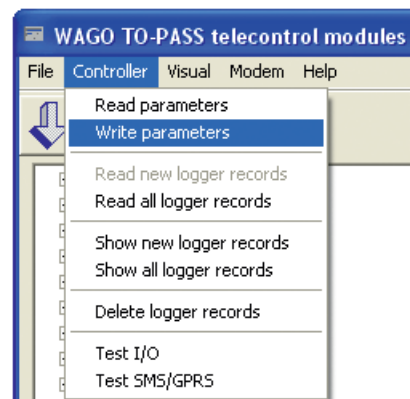 WAGO TO-PASS telecontrol modules
File Controller Visual Modem Help
Read parameters
Write parameters
Read new logger records
Read all logger records
Show new logger records
Show all logger records
Delete logger records
Test I/O
Test SMS/GPRS